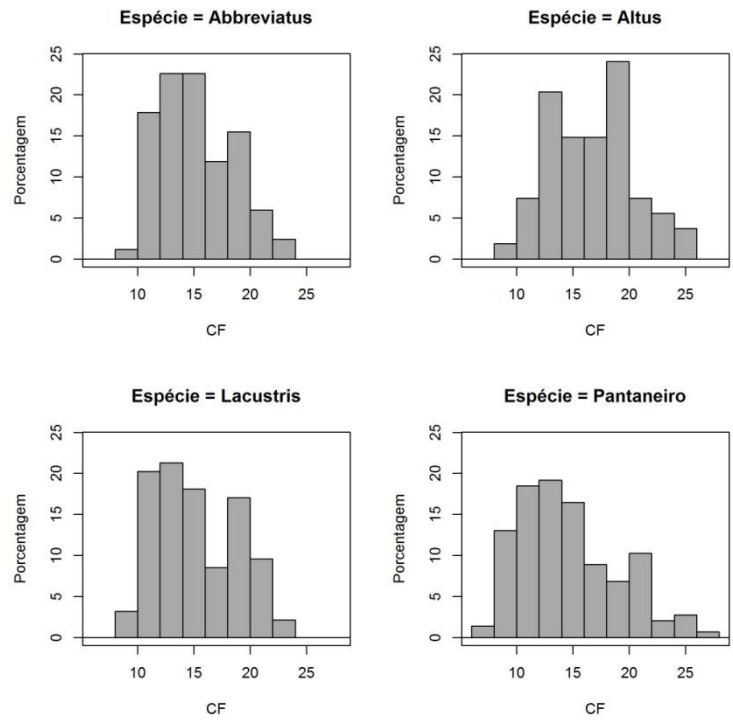 Espécie = Abbreviatus
Porcentagem
0 5 10 15 20 25
10 15 20 25
CF
Espécie = Altus
Porcentagem
0 5 10 15 20 25
10 15 20 25
CF
Espécie = Lacustris
Porcentagem
0 5 10 15 20 25
10 15 20 25
CF
Espécie = Pantaneiro
Porcentagem
0 5 10 15 20 25
10 15 20 25
CF